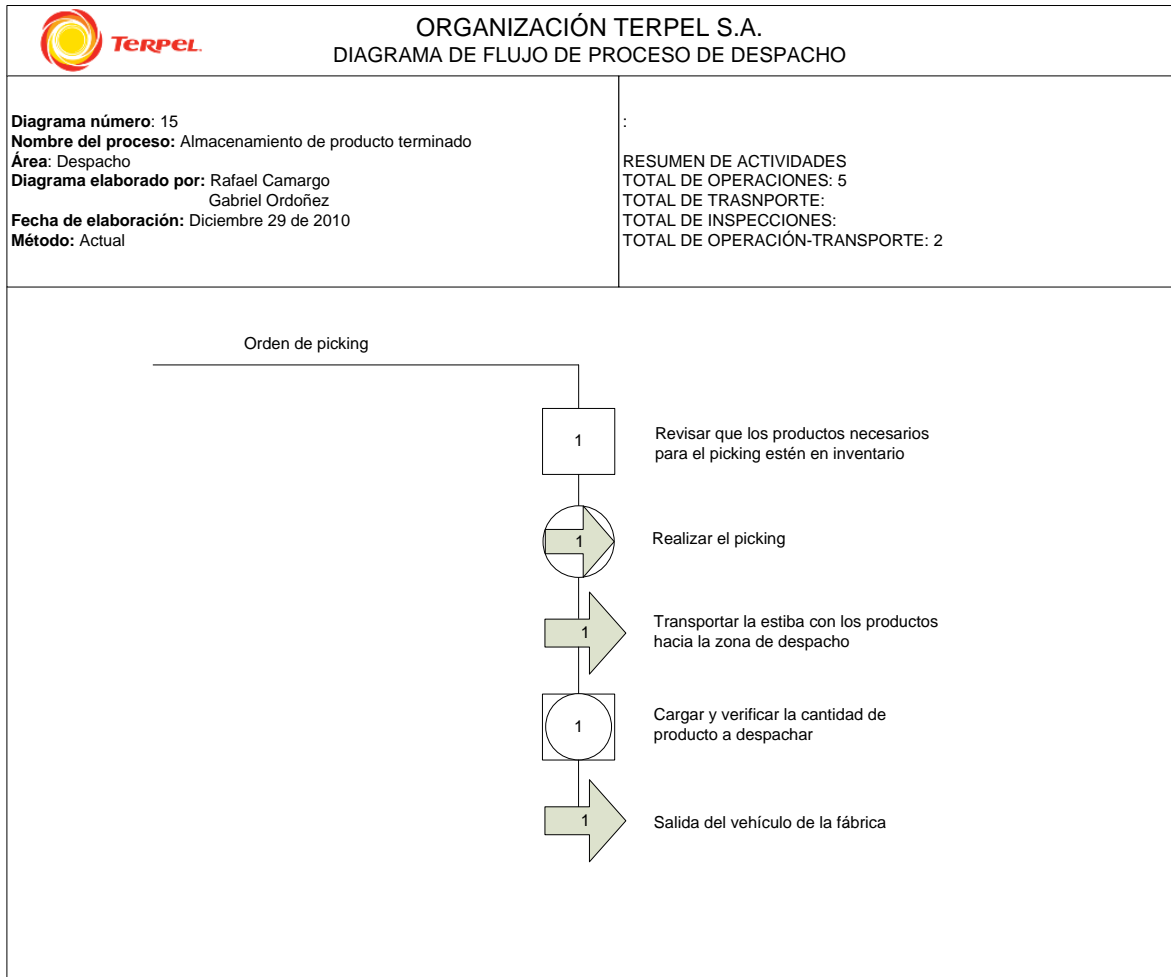 TERPEL.
ORGANIZACIÓN TERPEL S.A.
DIAGRAMA DE FLUJO DE PROCESO DE DESPACHO
Diagrama número: 15
Nombre del proceso: Almacenamiento de producto terminado
Área: Despacho
Diagrama elaborado por: Rafael Camargo
Gabriel Ordoñez
Fecha de elaboración: Diciembre 29 de 2010
Método: Actual
:
RESUMEN DE ACTIVIDADES
TOTAL DE OPERACIONES: 5
TOTAL DE TRASNPORTE:
TOTAL DE INSPECCIONES:
TOTAL DE OPERACIÓN-TRANSPORTE: 2
Orden de picking
1
Revisar que los productos necesarios
para el picking estén en inventario
1
Realizar el picking
1
Transportar la estiba con los productos
hacia la zona de despacho
1
Cargar y verificar la cantidad de
producto a despachar
1
Salida del vehículo de la fábrica